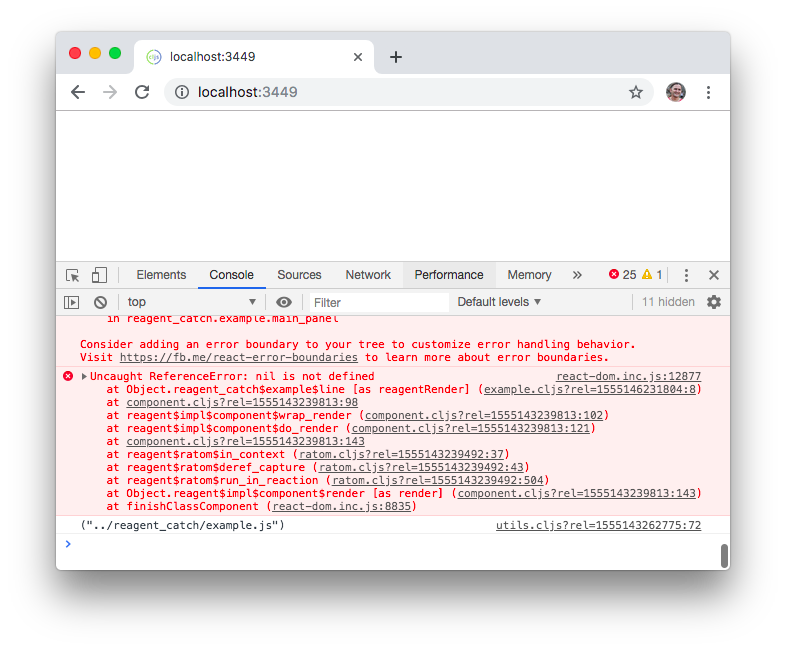 cljs localhost:3449
localhost:3449
Elements Console Sources Network Performance Memory » 25 1
top Filter Default levels 11 hidden
in reagent_catch.example.main_panel
Consider adding an error boundary to your tree to customize error handling behavior.
Visit https://fb.me/react-error-boundaries to learn more about error boundaries.
Uncaught ReferenceError: nil is not defined react-dom.inc.js:12877
at Object.reagent_catch$example$line [as reagentRender] (example.cljs?rel=1555146231804:8)
at component.cljs?rel=1555143239813:98
at reagent$impl$component$wrap_render (component.cljs?rel=1555143239813:102)
at reagent$impl$component$do_render (component.cljs?rel=1555143239813:121)
at component.cljs?rel=1555143239813:143
at reagent$ratom$in_context (ratom.cljs?rel=1555143239492:37)
at reagent$ratom$deref_capture (ratom.cljs?rel=1555143239492:43)
at reagent$ratom$run_in_reaction (ratom.cljs?rel=1555143239492:504)
at Object.reagent$impl$component$render [as render] (component.cljs?rel=1555143239813:143)
at finishClassComponent (react-dom.inc.js:8835)
("../reagent_catch/example.js") utils.cljs?rel=1555143262775:72